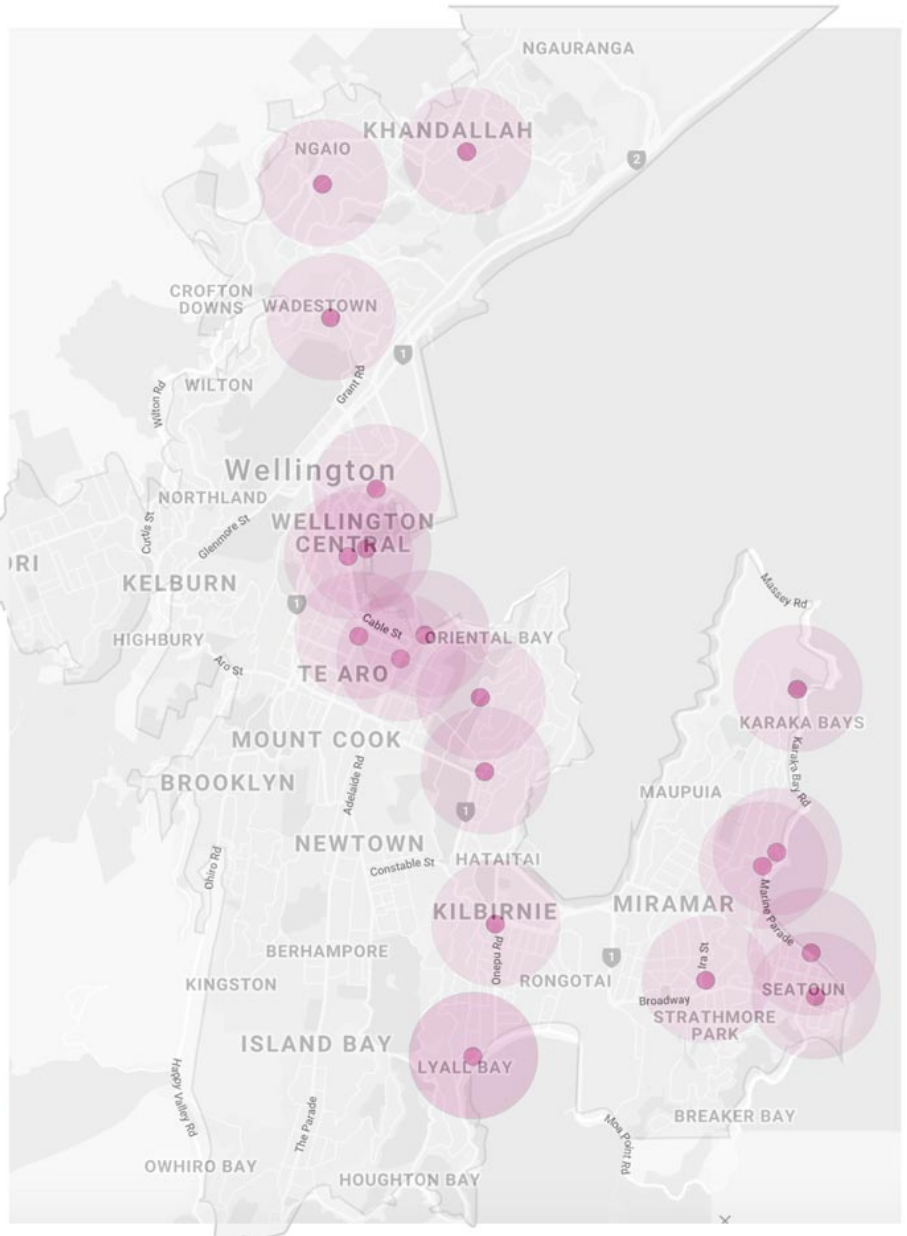 NGAURANGA
KHANDALLAH
NGAIO
2
CROFTON
DOWNS
WADESTOWN
1
WILTON
Grant Rd
Wilton Rd
Wellington
NORTHLAND
WELLINGTON
CENTRAL
Curtis St
Glenmore St
ORI
KELBURN
1
Massey Rd
HIGHBURY
Cable St
ORIENTAL BAY
Aro St
TE ARO
KARAKA BAYS
MOUNT COOK
Karaka Bay Rd
BROOKLYN
Adelaide Rd
MAUPUIA
1
NEWTOWN
HATAITAI
Constable St
Ohiro Rd
MIRAMAR
KILBIRNIE
Marine Parade
BERHAMPORE
Onepu Rd
Ira St
1
KINGSTON
RONGOTAI
SEATOUN
Broadway
STRATHMORE
PARK
ISLAND BAY
LYALL BAY
Happy Valley Rd
The Parade
BREAKER BAY
Moa Point Rd
OWHIRO BAY
HOUGHTON BAY